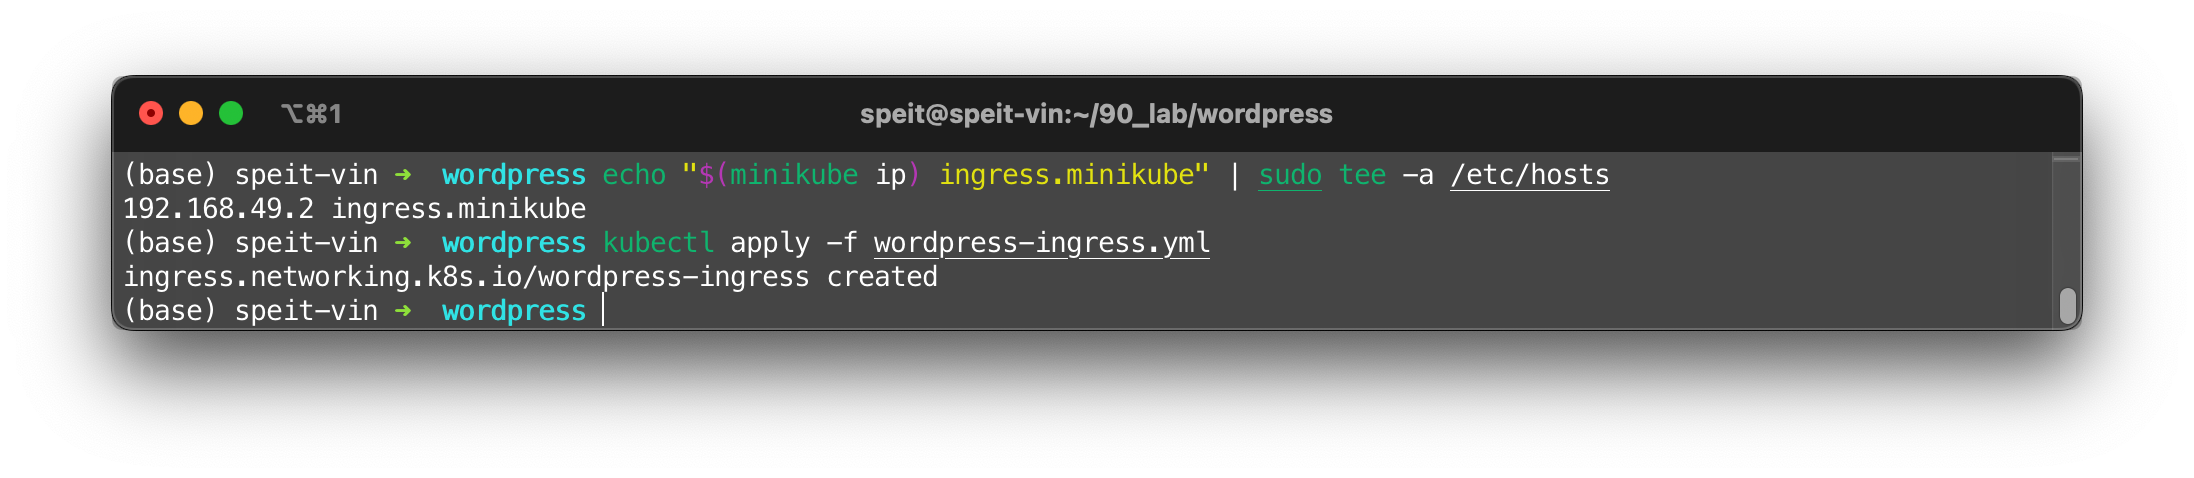 ⌥⌘1
speit@speit-vin:~/90_lab/wordpress
(base) speit-vin ➜  wordpress echo "$(minikube ip) ingress.minikube" | sudo tee -a /etc/hosts
192.168.49.2 ingress.minikube
(base) speit-vin ➜  wordpress kubectl apply -f wordpress-ingress.yml
ingress.networking.k8s.io/wordpress-ingress created
(base) speit-vin ➜  wordpress